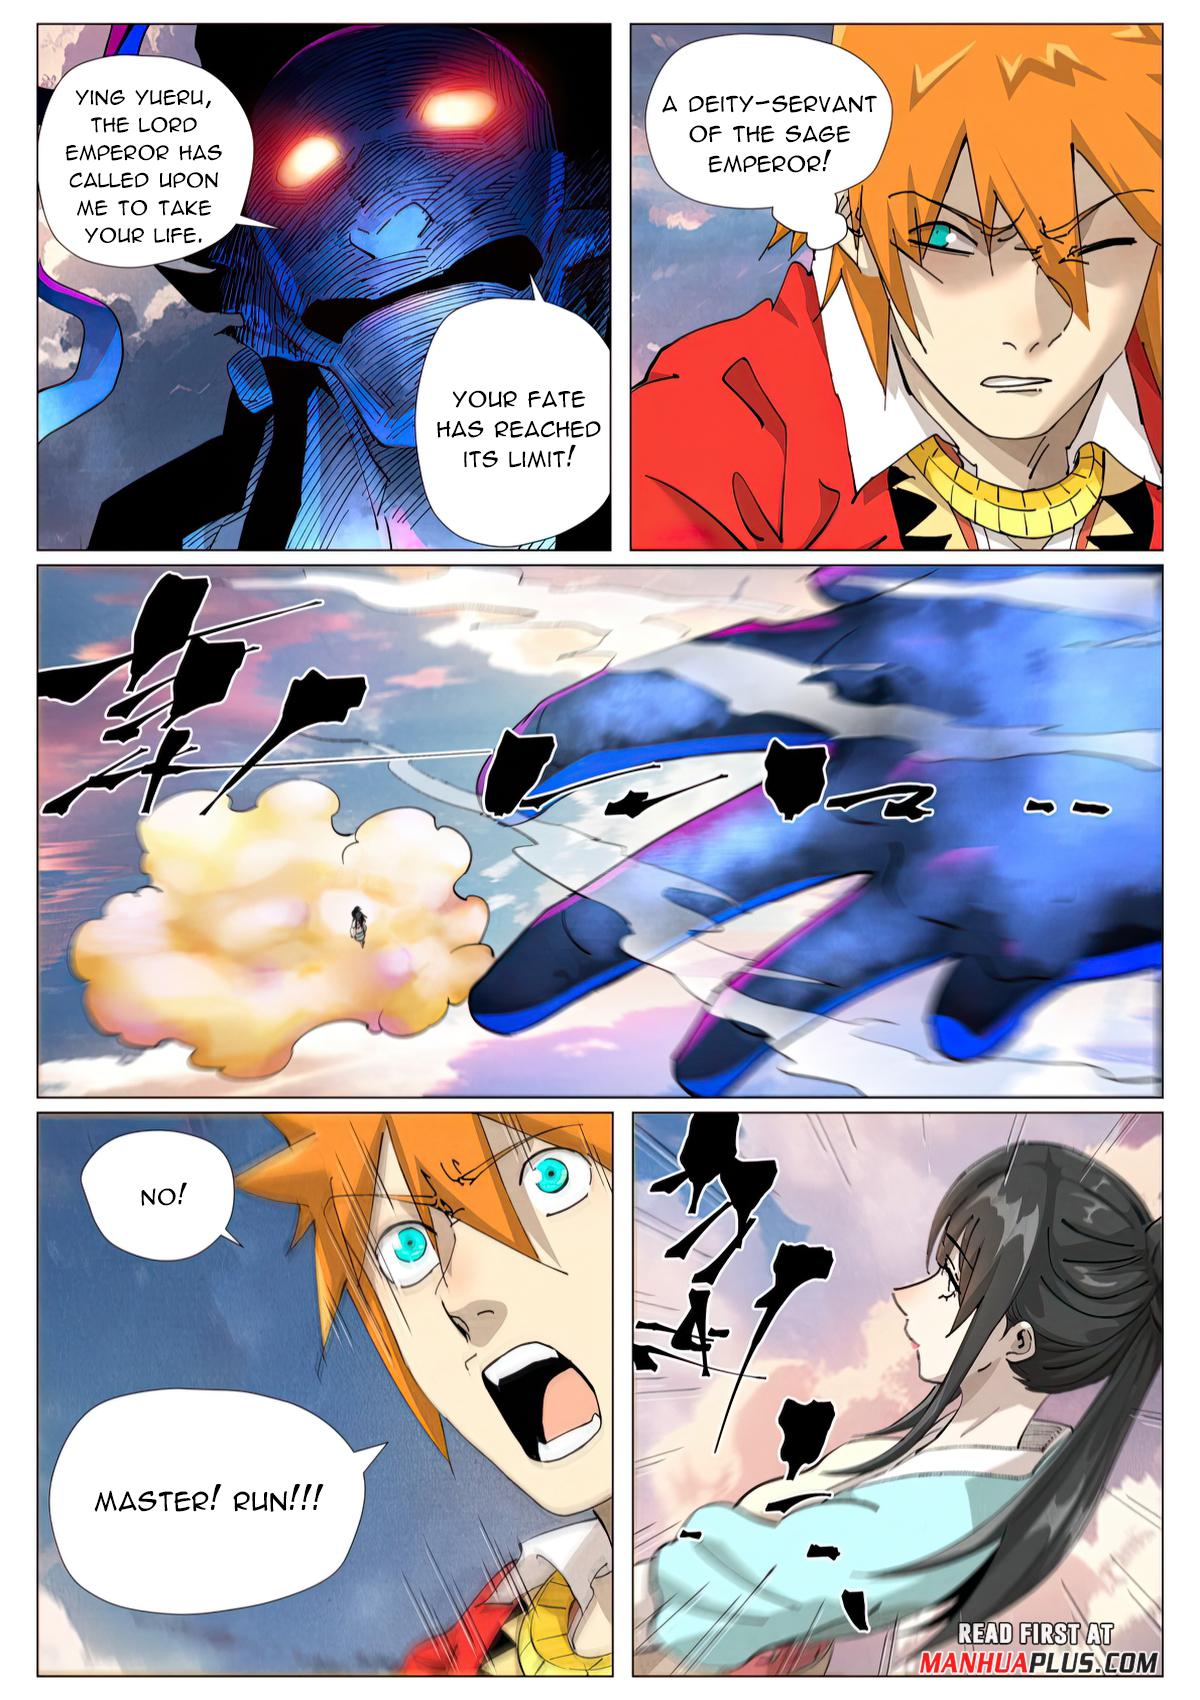 YING YUERU,
THE LORD
EMPEROR HAS
CALLED UPON
ME TO TAKE
YOUR LIFE.
YOUR FATE
HAS REACHED
ITS LIMIT!
A DEITY-SERVANT
OF THE SAGE
EMPEROR!
NO!
MASTER! RUN!!!
READ FIRST AT
MANHUAPLUS.COM